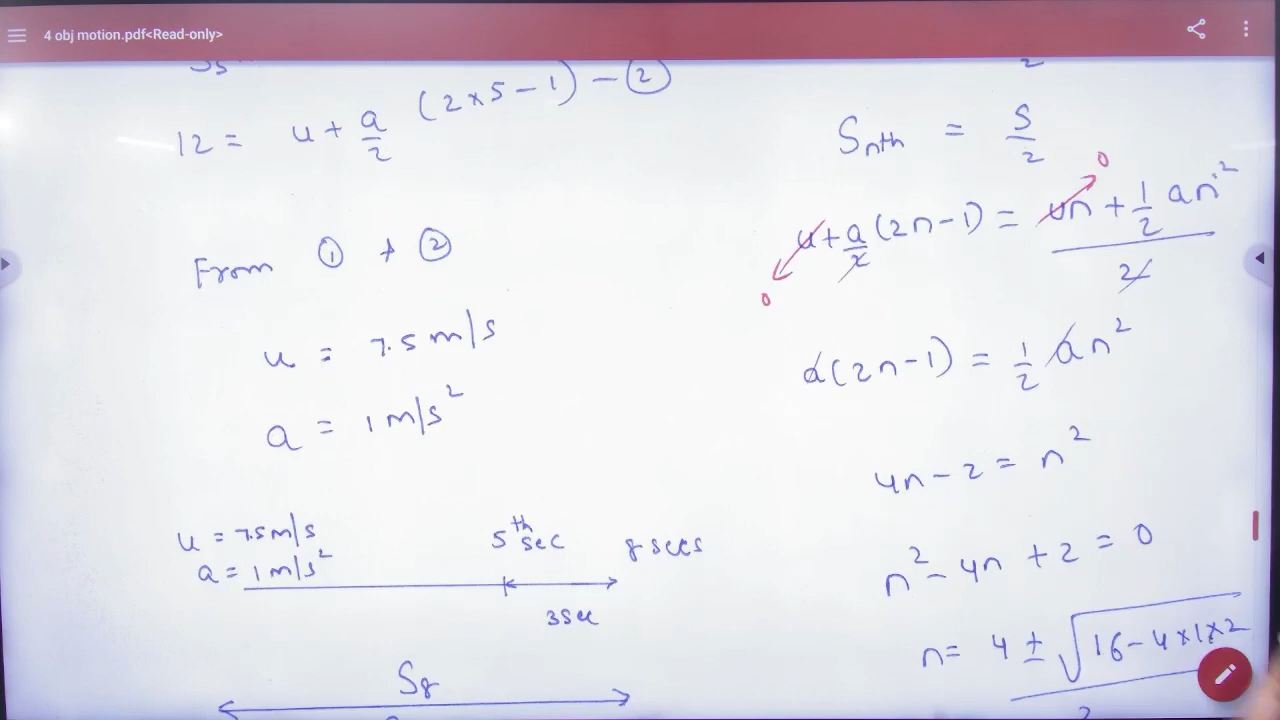 4 obj motion.pdf<Read-only>
12 = u + a/2 (2×5-1) - ②
From ① + ②
u = 7.5 m/s
a = 1 m/s²
u = 7.5 m/s
a = 1 m/s²
5th sec
8 secs
3 sec
S8
2
Snth = S/2
u + a/2 (2n-1) = un + 1/2 an² / 2
0
0
a(2n-1) = 1/2 an²
4n - 2 = n²
n² - 4n + 2 = 0
n = 4 ± √16 - 4×1×2